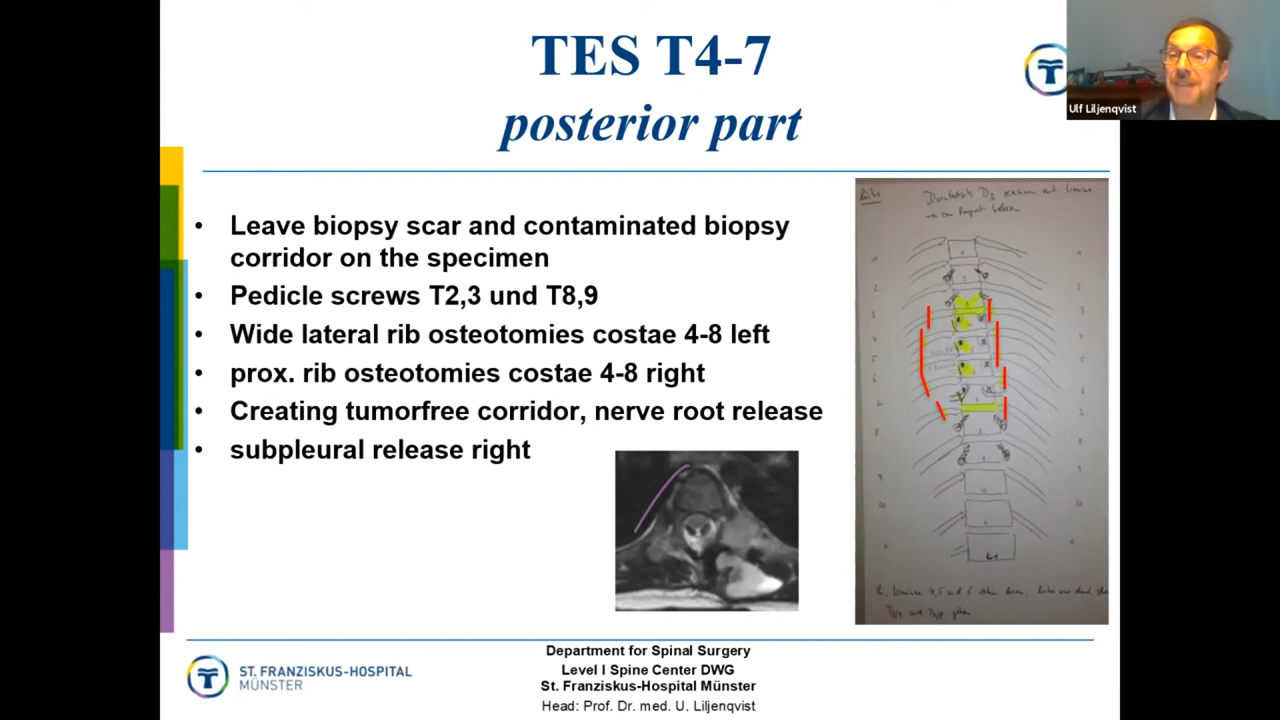 TES T4-7
posterior part
Ulf Liljenqvist
• Leave biopsy scar and contaminated biopsy
corridor on the specimen
• Pedicle screws T2,3 und T8,9
• Wide lateral rib osteotomies costae 4-8 left
• prox. rib osteotomies costae 4-8 right
• Creating tumorfree corridor, nerve root release
• subpleural release right
ST. FRANZISKUS-HOSPITAL
MÜNSTER
Department for Spinal Surgery
Level I Spine Center DWG
St. Franziskus-Hospital Münster
Head: Prof. Dr. med. U. Liljenqvist